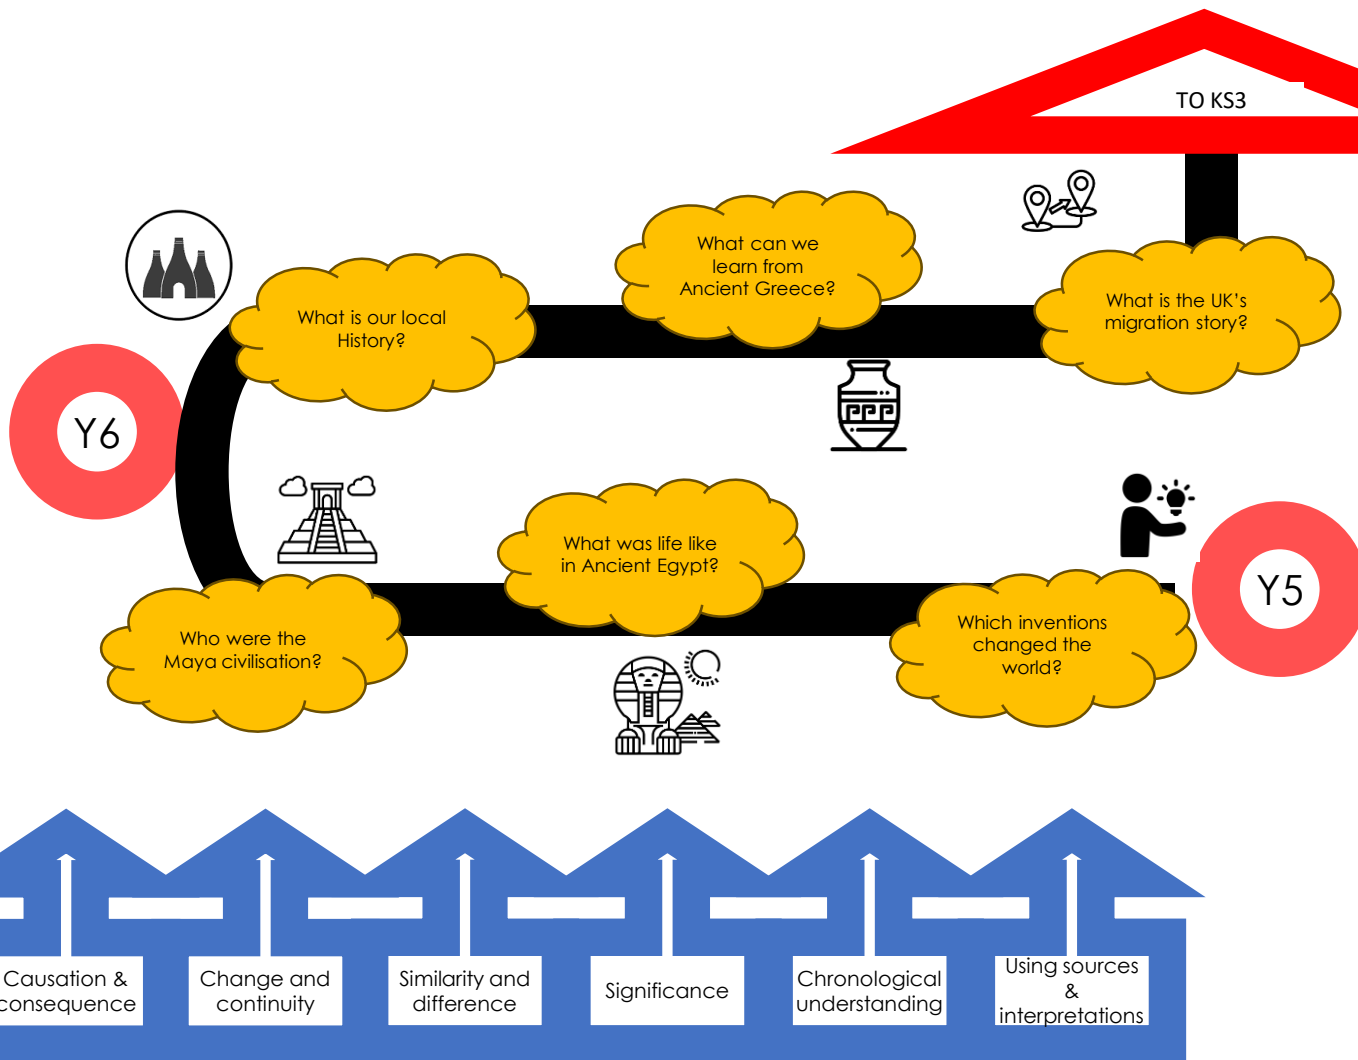 TO KS3
What can we
learn from
Ancient Greece?
What is the UK's
migration story?
What is our local
History?
Y6
What was life like
in Ancient Egypt?
Y5
Which inventions
changed the
world?
Who were the
Maya civilisation?
Causation &
consequence
Change and
continuity
Similarity and
difference
Significance
Chronological
understanding
Using sources
&
interpretations